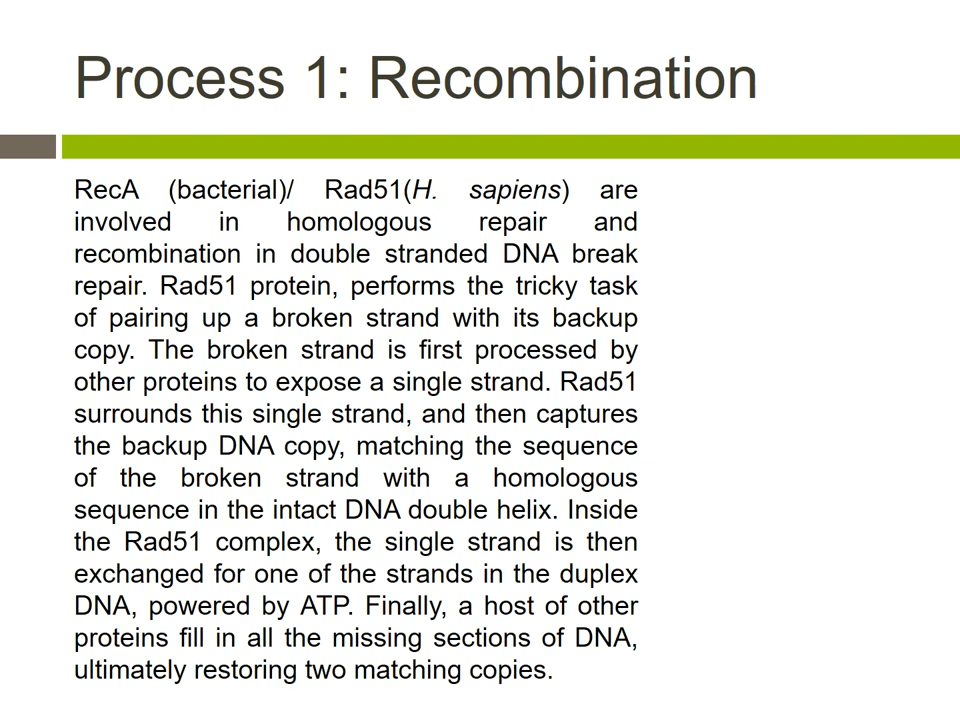 Process 1: Recombination
RecA (bacterial)/ Rad51(H. sapiens) are
involved in homologous repair and
recombination in double stranded DNA break
repair. Rad51 protein, performs the tricky task
of pairing up a broken strand with its backup
copy. The broken strand is first processed by
other proteins to expose a single strand. Rad51
surrounds this single strand, and then captures
the backup DNA copy, matching the sequence
of the broken strand with a homologous
sequence in the intact DNA double helix. Inside
the Rad51 complex, the single strand is then
exchanged for one of the strands in the duplex
DNA, powered by ATP. Finally, a host of other
proteins fill in all the missing sections of DNA,
ultimately restoring two matching copies.